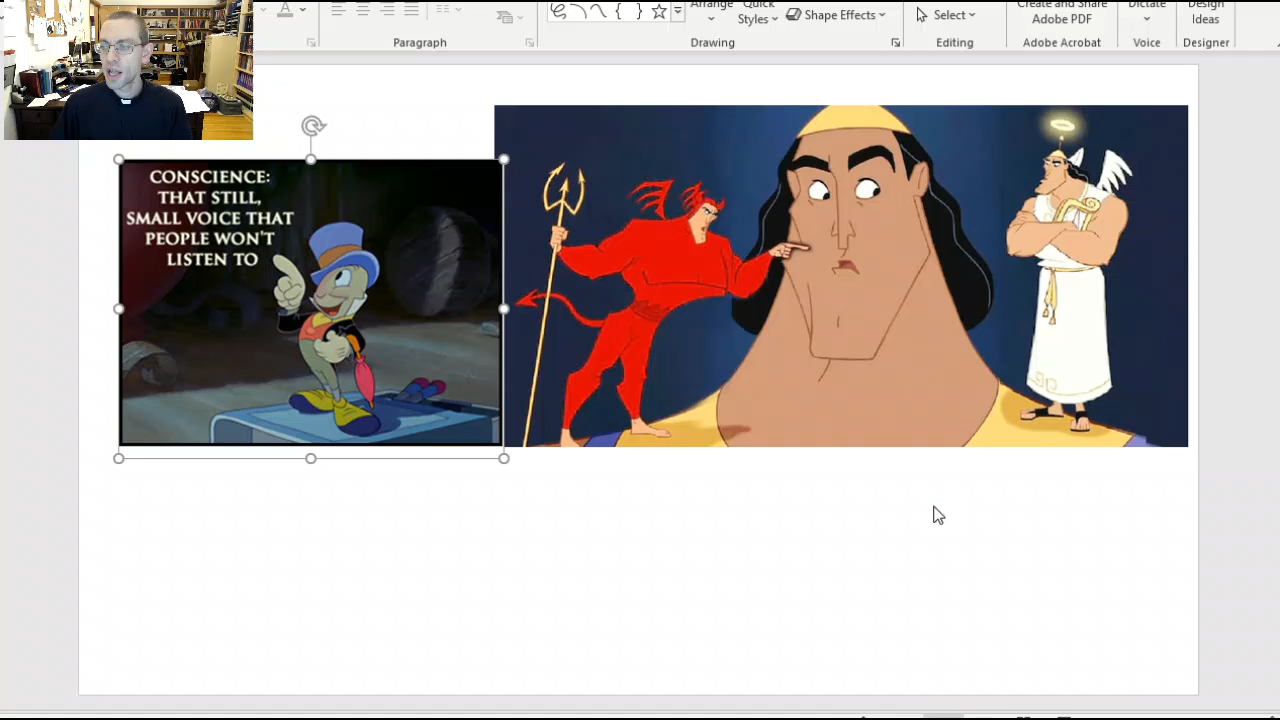 Arrange
Quick
Styles
Shape Effects
Select
Create and Share
Adobe PDF
Dictate
Design
Ideas
Paragraph
Drawing
Editing
Adobe Acrobat
Voice
Designer
A
CONSCIENCE:
THAT STILL,
SMALL VOICE THAT
PEOPLE WON'T
LISTEN TO